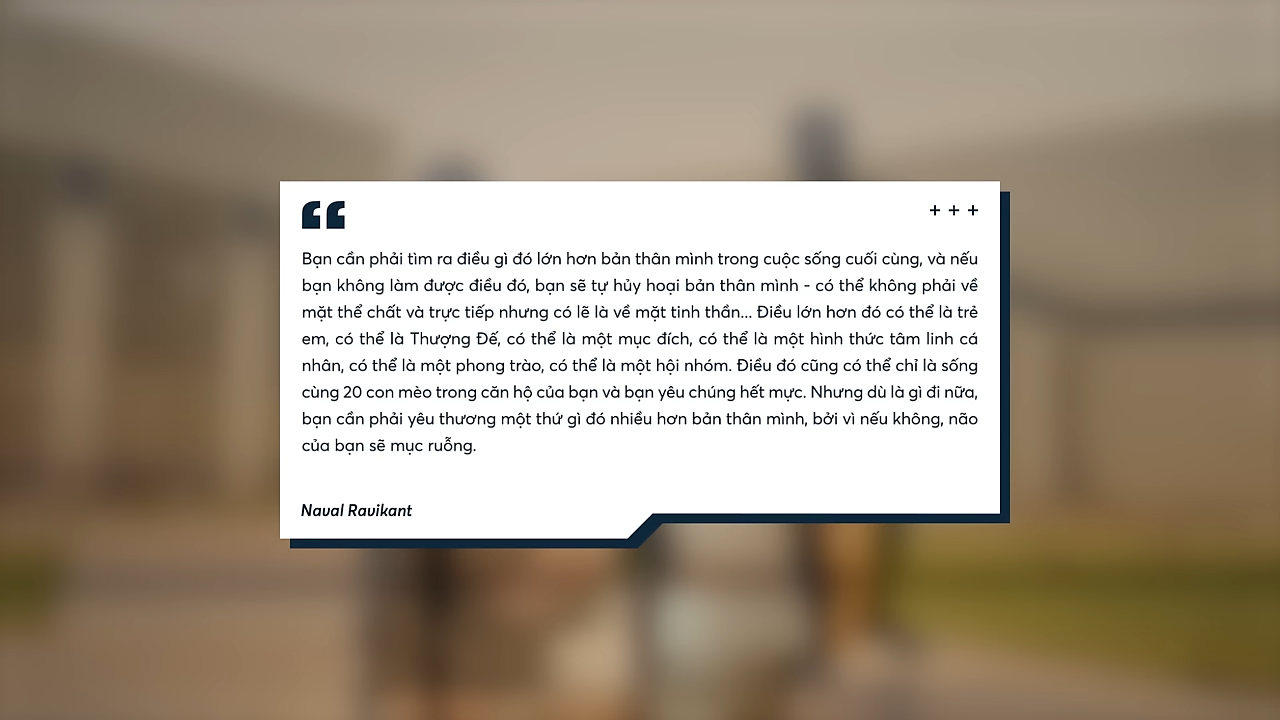 Bạn cần phải tìm ra điều gì đó lớn hơn bản thân mình trong cuộc sống cuối cùng, và nếu
bạn không làm được điều đó, bạn sẽ tự hủy hoại bản thân mình - có thể không phải về
mặt thể chất và trực tiếp nhưng có lẽ là về mặt tinh thần... Điều lớn hơn đó có thể là trẻ
em, có thể là Thượng Đế, có thể là một mục đích, có thể là một hình thức tâm linh cá
nhân, có thể là một phong trào, có thể là một hội nhóm. Điều đó cũng có thể chỉ là sống
cùng 20 con mèo trong căn hộ của bạn và bạn yêu chúng hết mực. Nhưng dù là gì đi nữa,
bạn cần phải yêu thương một thứ gì đó nhiều hơn bản thân mình, bởi vì nếu không, não
của bạn sẽ mục ruỗng.
Naval Ravikant